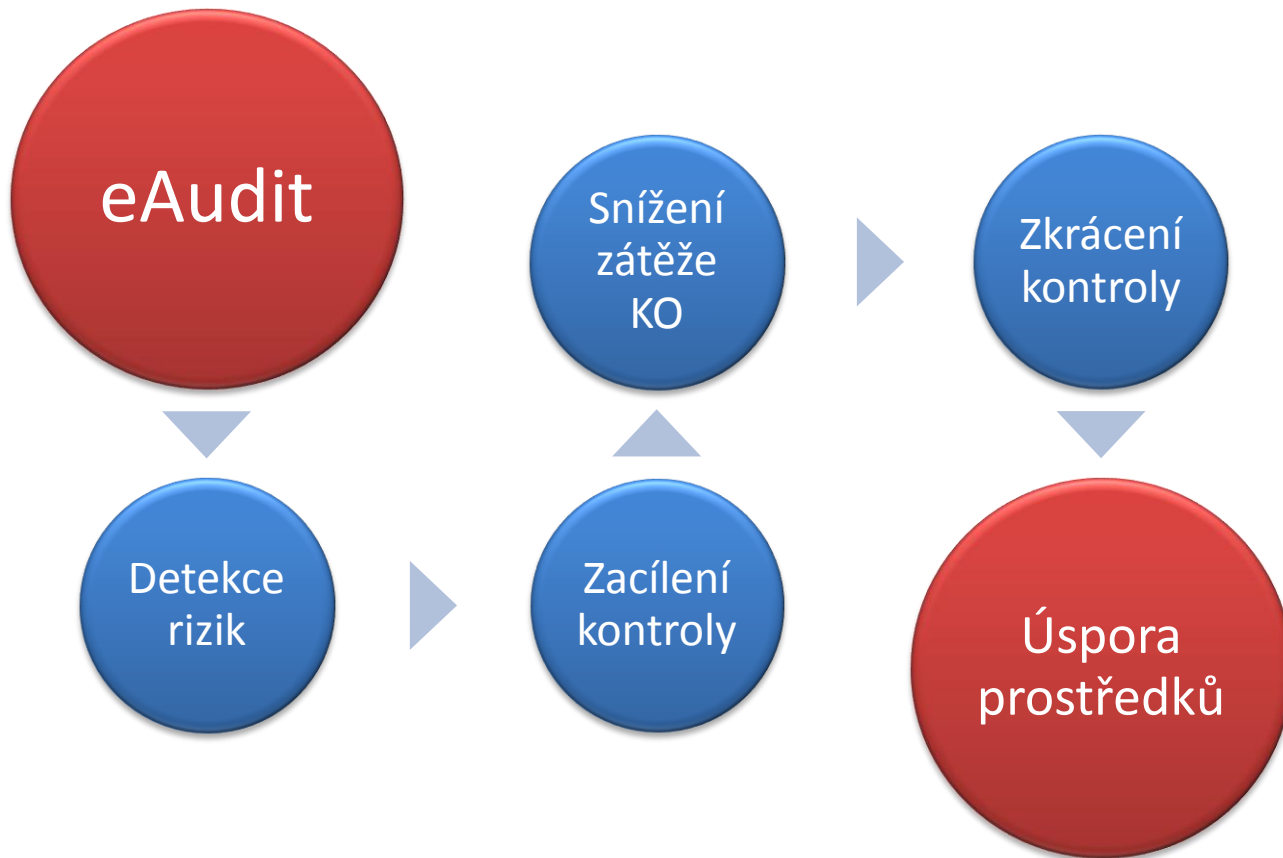 eAudit
Detekce
rizik
Zacílení
kontroly
Snížení
zátěže
KO
Zkrácení
kontroly
Úspora
prostředků